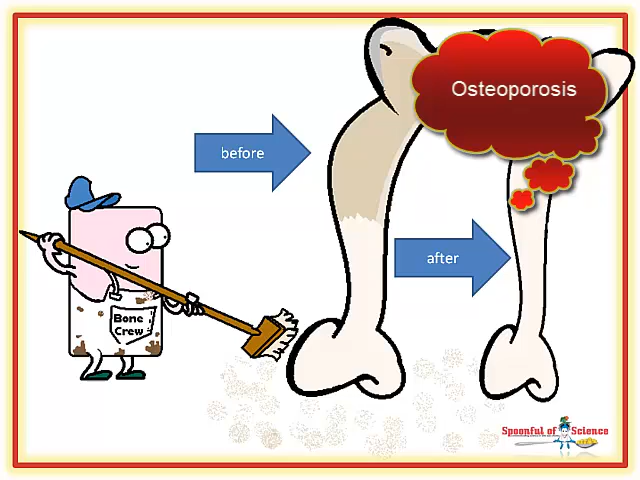 Osteoporosis
before
after
Bone
Crew
Spoonful of Science